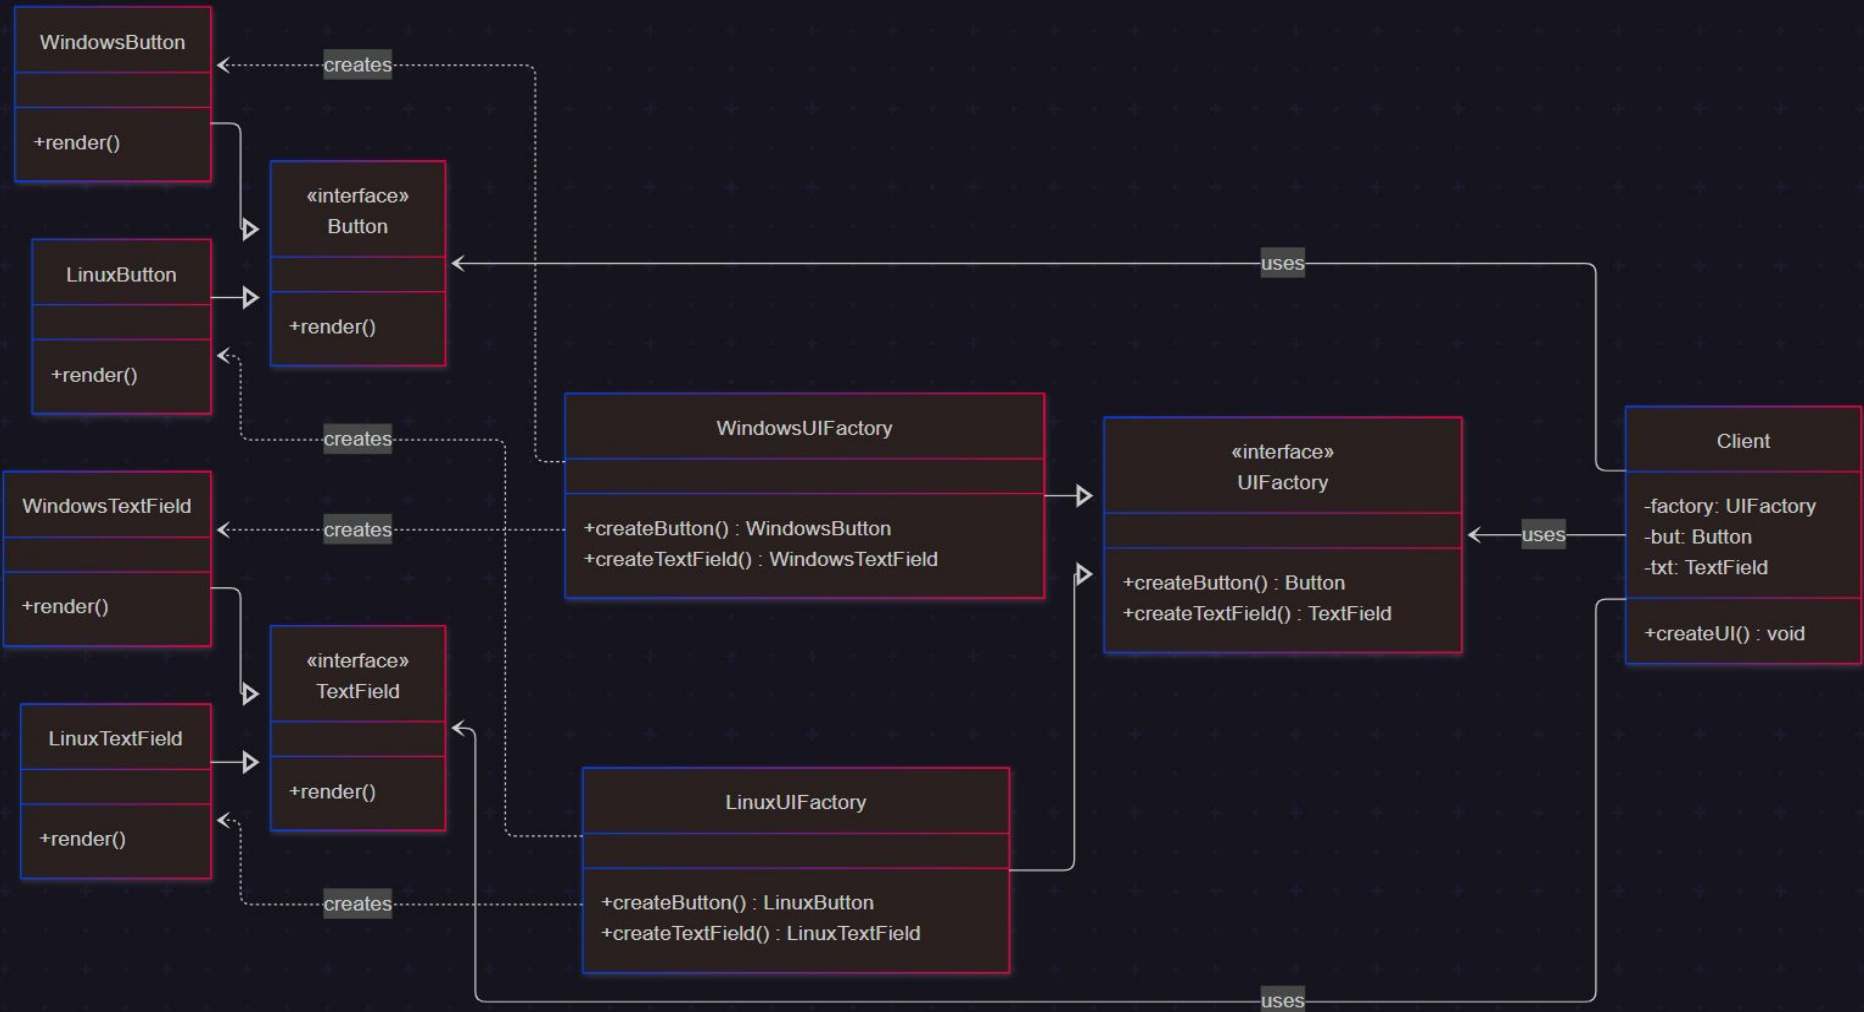 WindowsButton
+render()
creates
«interface»
Button
+render()
LinuxButton
+render()
creates
uses
WindowsTextField
+render()
creates
«interface»
TextField
+render()
LinuxTextField
+render()
creates
WindowsUIFactory
+createButton() : WindowsButton
+createTextField() : WindowsTextField
LinuxUIFactory
+createButton() : LinuxButton
+createTextField() : LinuxTextField
«interface»
UIFactory
+createButton() : Button
+createTextField() : TextField
uses
Client
-factory: UIFactory
-but: Button
-txt: TextField
+createUI() : void
uses